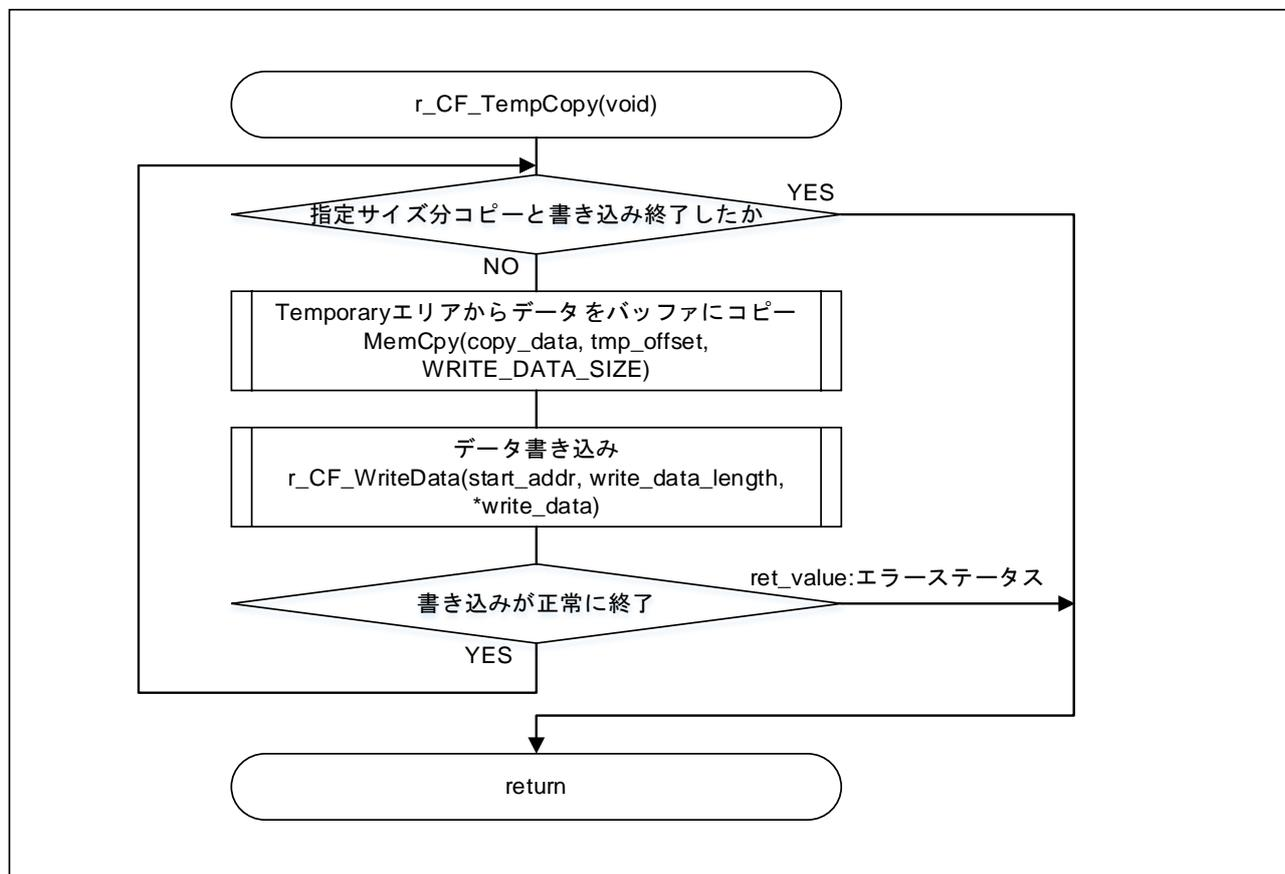 r_CF_TempCopy(void)
指定サイズ分コピーと書き込み終了したか
YES
NO
Temporaryエリアからデータをバッファにコピー
MemCpy(copy_data, tmp_offset,
WRITE_DATA_SIZE)
データ書き込み
r_CF_WriteData(start_addr, write_data_length,
*write_data)
ret_value:エラーステータス
書き込みが正常に終了
YES
return